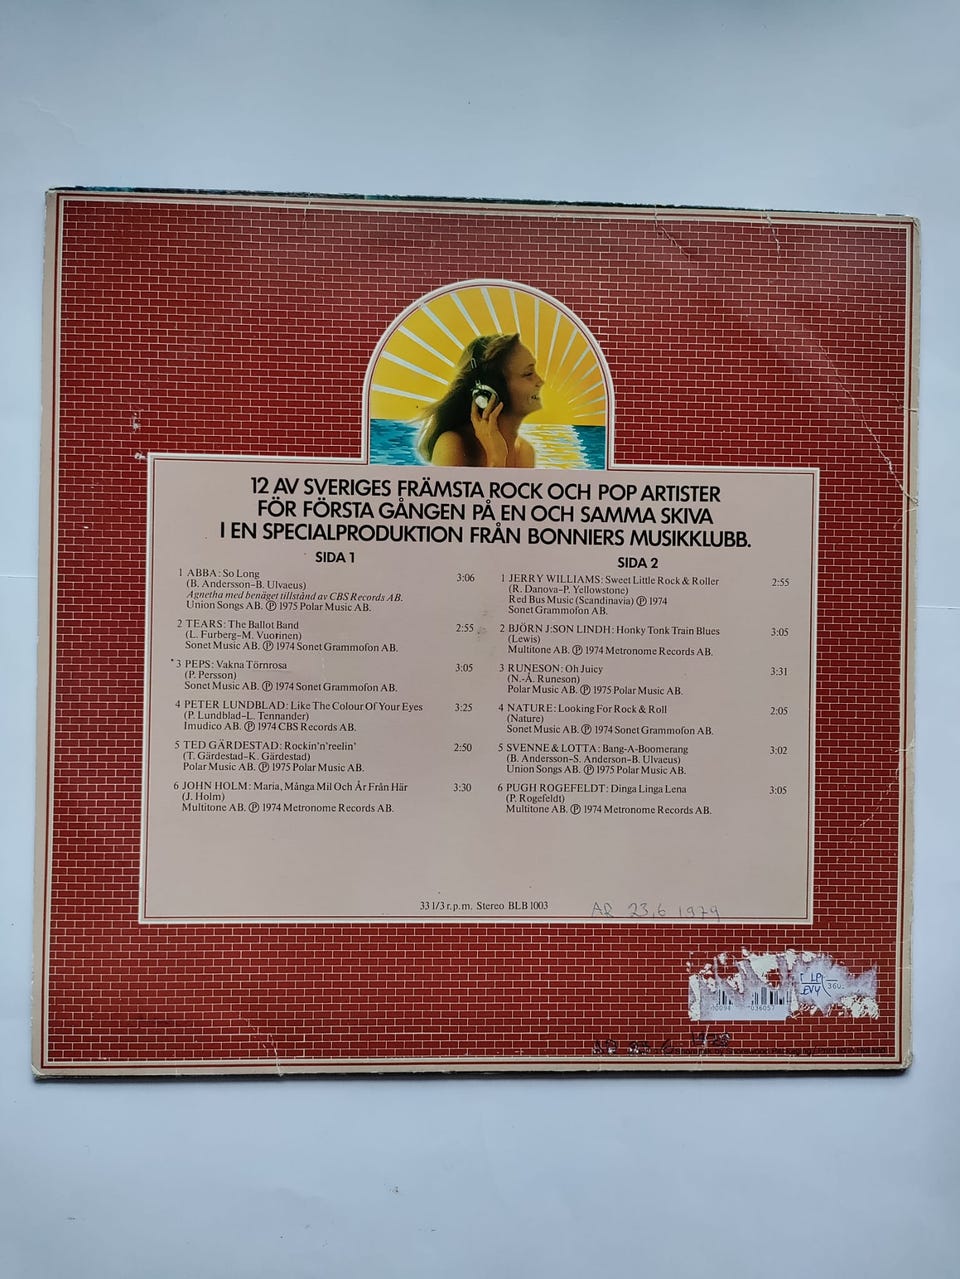 12 AV SVERIGES FRÄMSTA ROCK OCH POP ARTISTER
FÖR FÖRSTA GÅNGEN PÅ EN OCH SAMMA SKIVA
I EN SPECIALPRODUKTION FRÅN BONNIERS MUSIKKLUBB.
SIDA 1
1 ABBA: So Long 3:06
(B. Andersson-B. Ulvaeus)
Agnetha med benäget tillstånd av CBS Records AB.
Union Songs AB. Ⓟ 1975 Polar Music AB.
2 TEARS: The Ballot Band 2:55
(L. Furberg-M. Vuorinen)
Sonet Music AB. Ⓟ 1974 Sonet Grammofon AB.
3 PEPS: Vakna Törnrosa 3:05
(P. Persson)
Sonet Music AB. Ⓟ 1974 Sonet Grammofon AB.
4 PETER LUNDBLAD: Like The Colour Of Your Eyes 3:25
(P. Lundblad-L. Tennander)
Imudico AB. Ⓟ 1974 CBS Records AB.
5 TED GÄRDESTAD: Rockin'n'reelin' 2:50
(T. Gärdestad-K. Gärdestad)
Polar Music AB. Ⓟ 1975 Polar Music AB.
6 JOHN HOLM: Maria, Många Mil Och År Från Här 3:30
(J. Holm)
Multitone AB. Ⓟ 1974 Metronome Records AB.
SIDA 2
1 JERRY WILLIAMS: Sweet Little Rock & Roller 2:55
(R. Danova-P. Yellowstone)
Red Bus Music (Scandinavia) Ⓟ 1974
Sonet Grammofon AB.
2 BJÖRN J:SON LINDH: Honky Tonk Train Blues 3:05
(Lewis)
Multitone AB. Ⓟ 1974 Metronome Records AB.
3 RUNESON: Oh Juicy 3:31
(N.-Å. Runeson)
Polar Music AB. Ⓟ 1975 Polar Music AB.
4 NATURE: Looking For Rock & Roll 2:05
(Nature)
Sonet Music AB. Ⓟ 1974 Sonet Grammofon AB.
5 SVENNE & LOTTA: Bang-A-Boomerang 3:02
(B. Andersson-S. Anderson-B. Ulvaeus)
Union Songs AB. Ⓟ 1975 Polar Music AB.
6 PUGH ROGEFELDT: Dinga Linga Lena 3:05
(P. Rogefeldt)
Multitone AB. Ⓟ 1974 Metronome Records AB.
33 1/3 r.p.m. Stereo BLB 1003
AR 23,6 1979
LP
EVY
036057